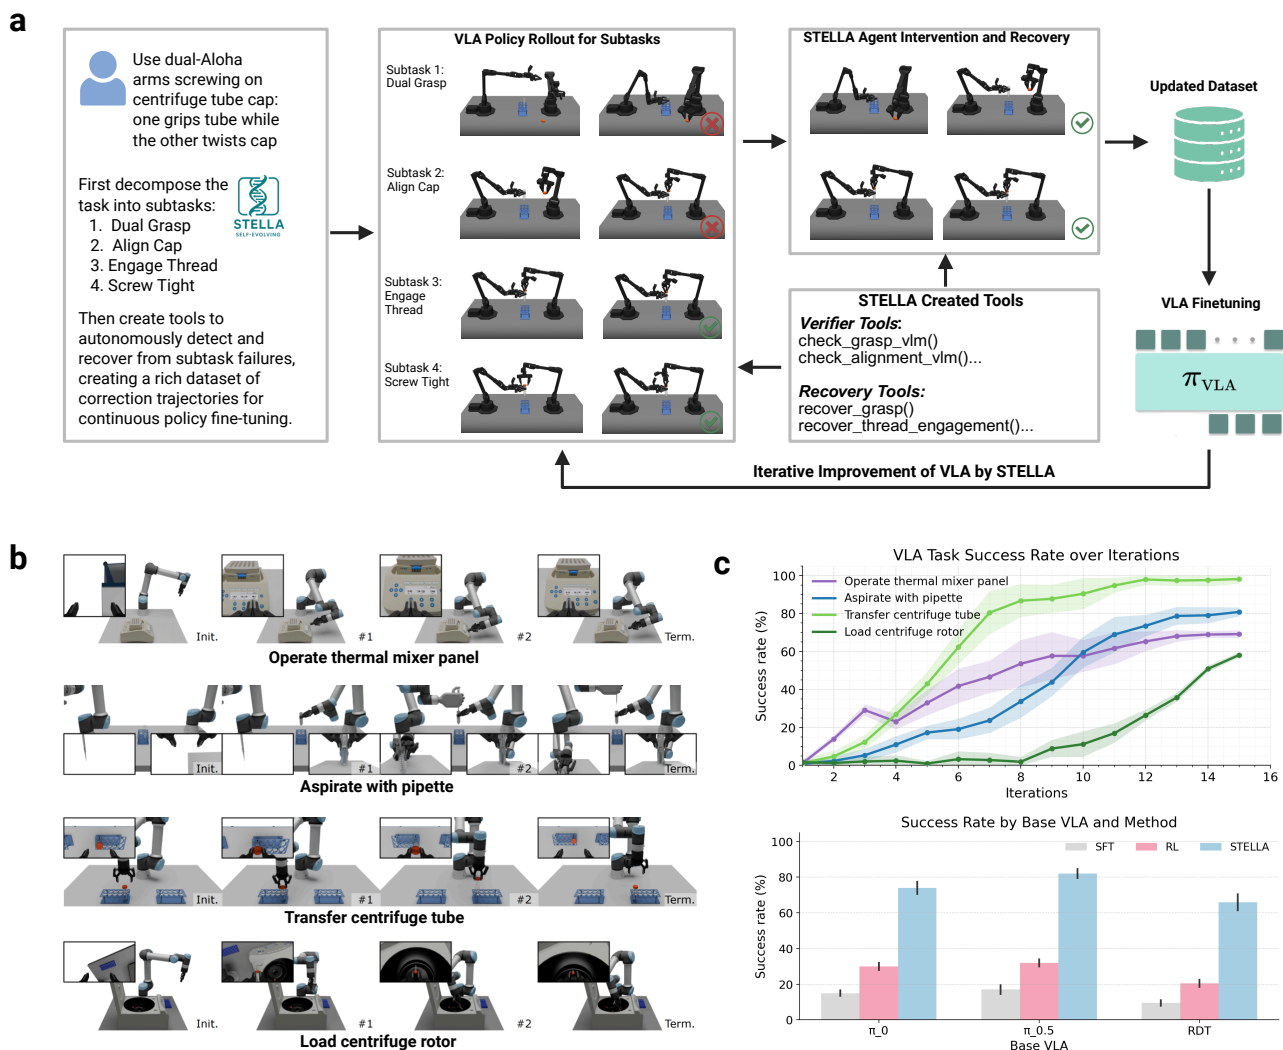 a
Use dual-Aloha
arms screwing on
centrifuge tube cap:
one grips tube while
the other twists cap
First decompose the
task into subtasks:
1. Dual Grasp
2. Align Cap
3. Engage Thread
4. Screw Tight
STELLA
SELF-EVOLVING
Then create tools to
autonomously detect and
recover from subtask failures,
creating a rich dataset of
correction trajectories for
continuous policy fine-tuning.
VLA Policy Rollout for Subtasks
Subtask 1:
Dual Grasp
Subtask 2:
Align Cap
Subtask 3:
Engage
Thread
Subtask 4:
Screw Tight
STELLA Agent Intervention and Recovery
STELLA Created Tools
Verifier Tools:
check_grasp_vlm()
check_alignment_vlm()...
Recovery Tools:
recover_grasp()
recover_thread_engagement()...
Updated Dataset
VLA Finetuning
π_VLA
Iterative Improvement of VLA by STELLA
b
Init.
#1
#2
Term.
Operate thermal mixer panel
Init.
#1
#2
Term.
Aspirate with pipette
Init.
#1
#2
Term.
Transfer centrifuge tube
Init.
#1
#2
Term.
Load centrifuge rotor
c
VLA Task Success Rate over Iterations
Success rate (%)
100
80
60
40
20
0
Operate thermal mixer panel
Aspirate with pipette
Transfer centrifuge tube
Load centrifuge rotor
2 4 6 8 10 12 14 16
Iterations
Success Rate by Base VLA and Method
Success rate (%)
100
80
60
40
20
0
SFT RL STELLA
π_0 π_0.5 RDT
Base VLA